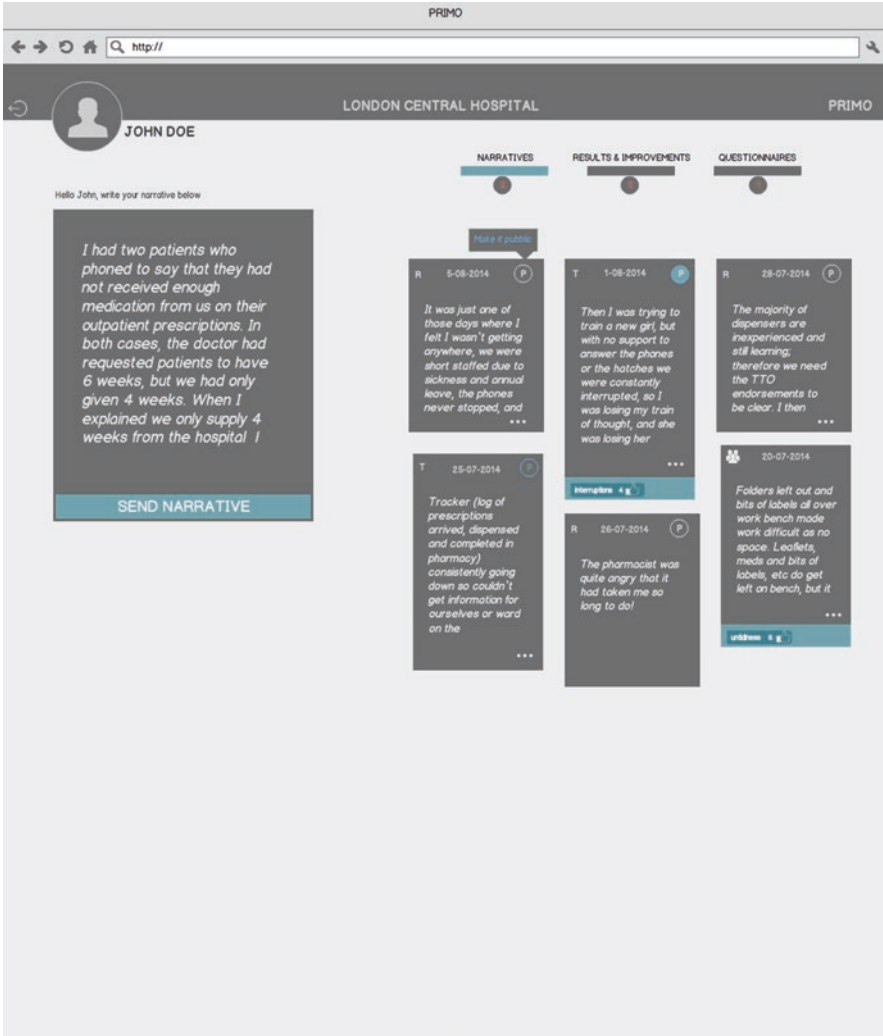 PRIMO
http://
LONDON CENTRAL HOSPITAL
PRIMO
JOHN DOE
NARRATIVES
RESULTS & IMPROVEMENTS
QUESTIONNAIRES
Hello John, write your narrative below
I had two patients who
phoned to say that they had
not received enough
medication from us on their
outpatient prescriptions. In
both cases, the doctor had
requested patients to have
6 weeks, but we had only
given 4 weeks. When I
explained we only supply 4
weeks from the hospital I
SEND NARRATIVE
Make it public
R 5-08-2014 P
It was just one of
those days where I
felt I wasn't getting
anywhere, we were
short staffed due to
sickness and annual
leave, the phones
never stopped, and
...
T 1-08-2014 P
Then I was trying to
train a new girl, but
with no support to
answer the phones
or the hatches we
were constantly
interrupted, so I
was losing my train
of thought, and she
was losing her
...
interruptions 4
R 28-07-2014 P
The majority of
dispensers are
inexperienced and
still learning;
therefore we need
the TTO
endorsements to
be clear. I then
...
T 25-07-2014 P
Tracker (log of
prescriptions
arrived, dispensed
and completed in
pharmacy)
consistently going
down so couldn't
get information for
ourselves or ward
on the
...
R 26-07-2014 P
The pharmacist was
quite angry that it
had taken me so
long to do!
20-07-2014
Folders left out and
bits of labels all over
work bench made
work difficult as no
space. Leaflets,
meds and bits of
labels, etc do get
left on bench, but it
...
untidiness 6